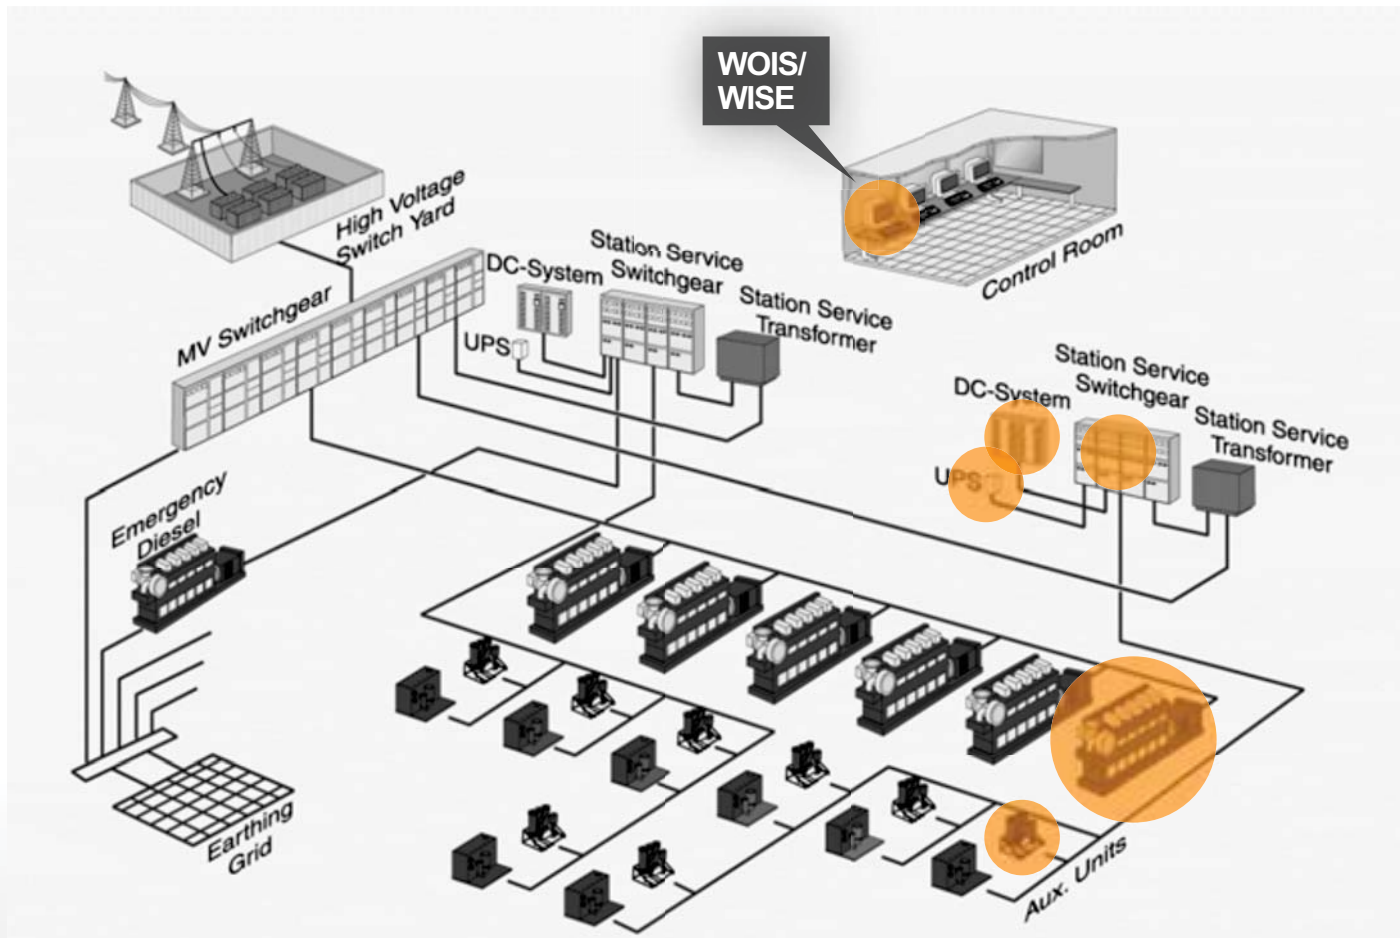 WOIS/
WISE
High Voltage
Switch Yard
MV Switchgear
DC-System
Station Service
Switchgear
UPS
Station Service
Transformer
Control Room
Station Service
Switchgear
DC-System
UPS
Station Service
Transformer
Emergency
Diesel
Earthing
Grid
Aux. Units